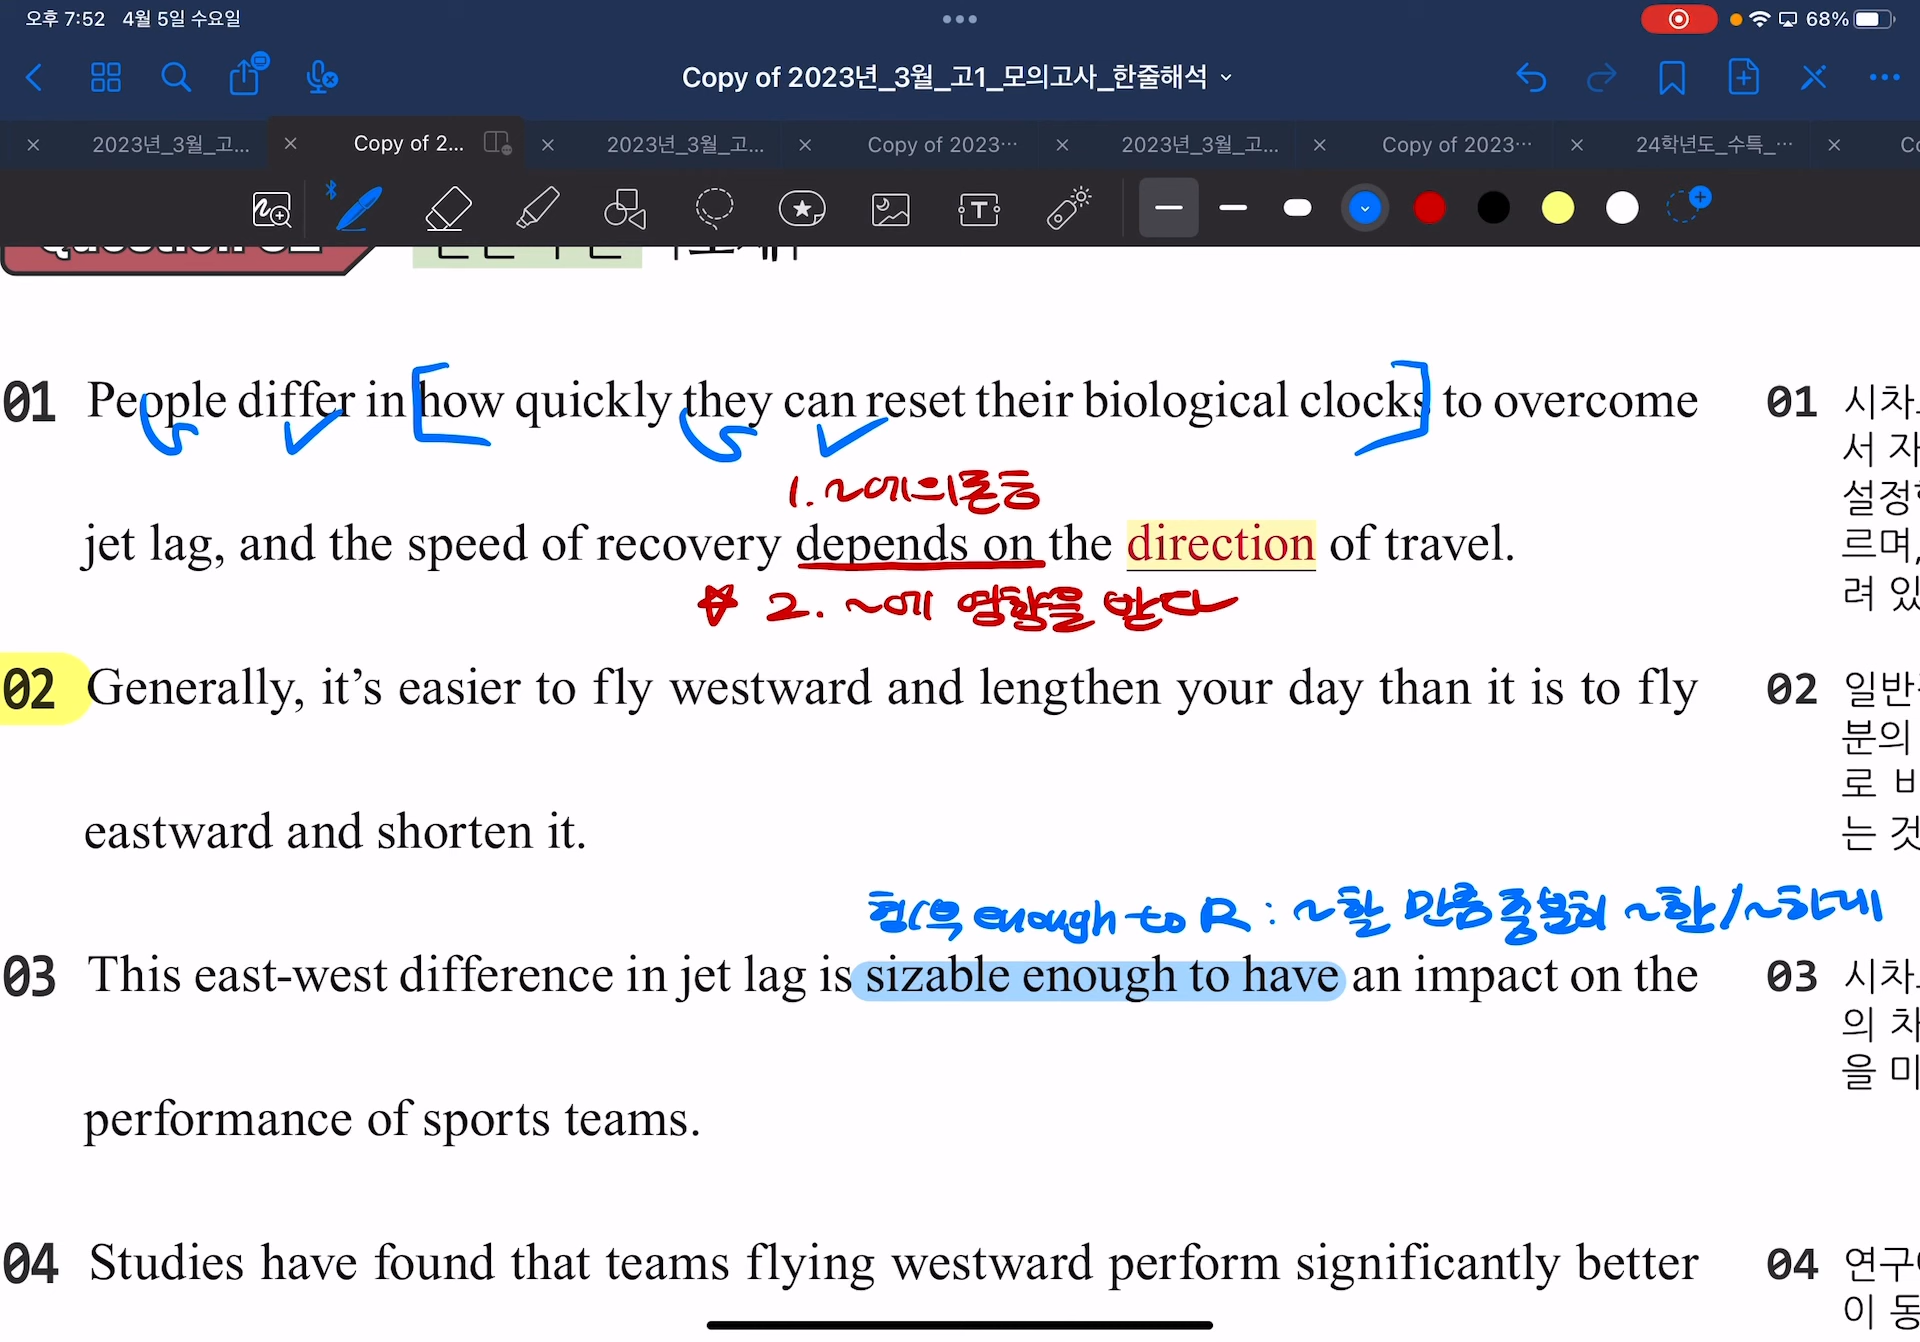 오후 7:52 4월 5일 수요일
68%
Copy of 2023년_3월_고1_모의고사_한줄해석
2023년_3월_고... Copy of 2... 2023년_3월_고... Copy of 2023... 2023년_3월_고... Copy of 2023... 24학년도_수특_...
01 People differ in how quickly they can reset their biological clocks to overcome
1. ~에 의존
jet lag, and the speed of recovery depends on the direction of travel.
2. ~에 영향을 받다
02 Generally, it's easier to fly westward and lengthen your day than it is to fly
eastward and shorten it.
형/부 enough to R : ~할 만큼 충분히 ~한/~하게
03 This east-west difference in jet lag is sizable enough to have an impact on the
performance of sports teams.
04 Studies have found that teams flying westward perform significantly better
01 시차
서 자
설정
르며,
려 있
02 일반
분의
로 비
는 것
03 시차
의 차
을 미
04 연구
이 동